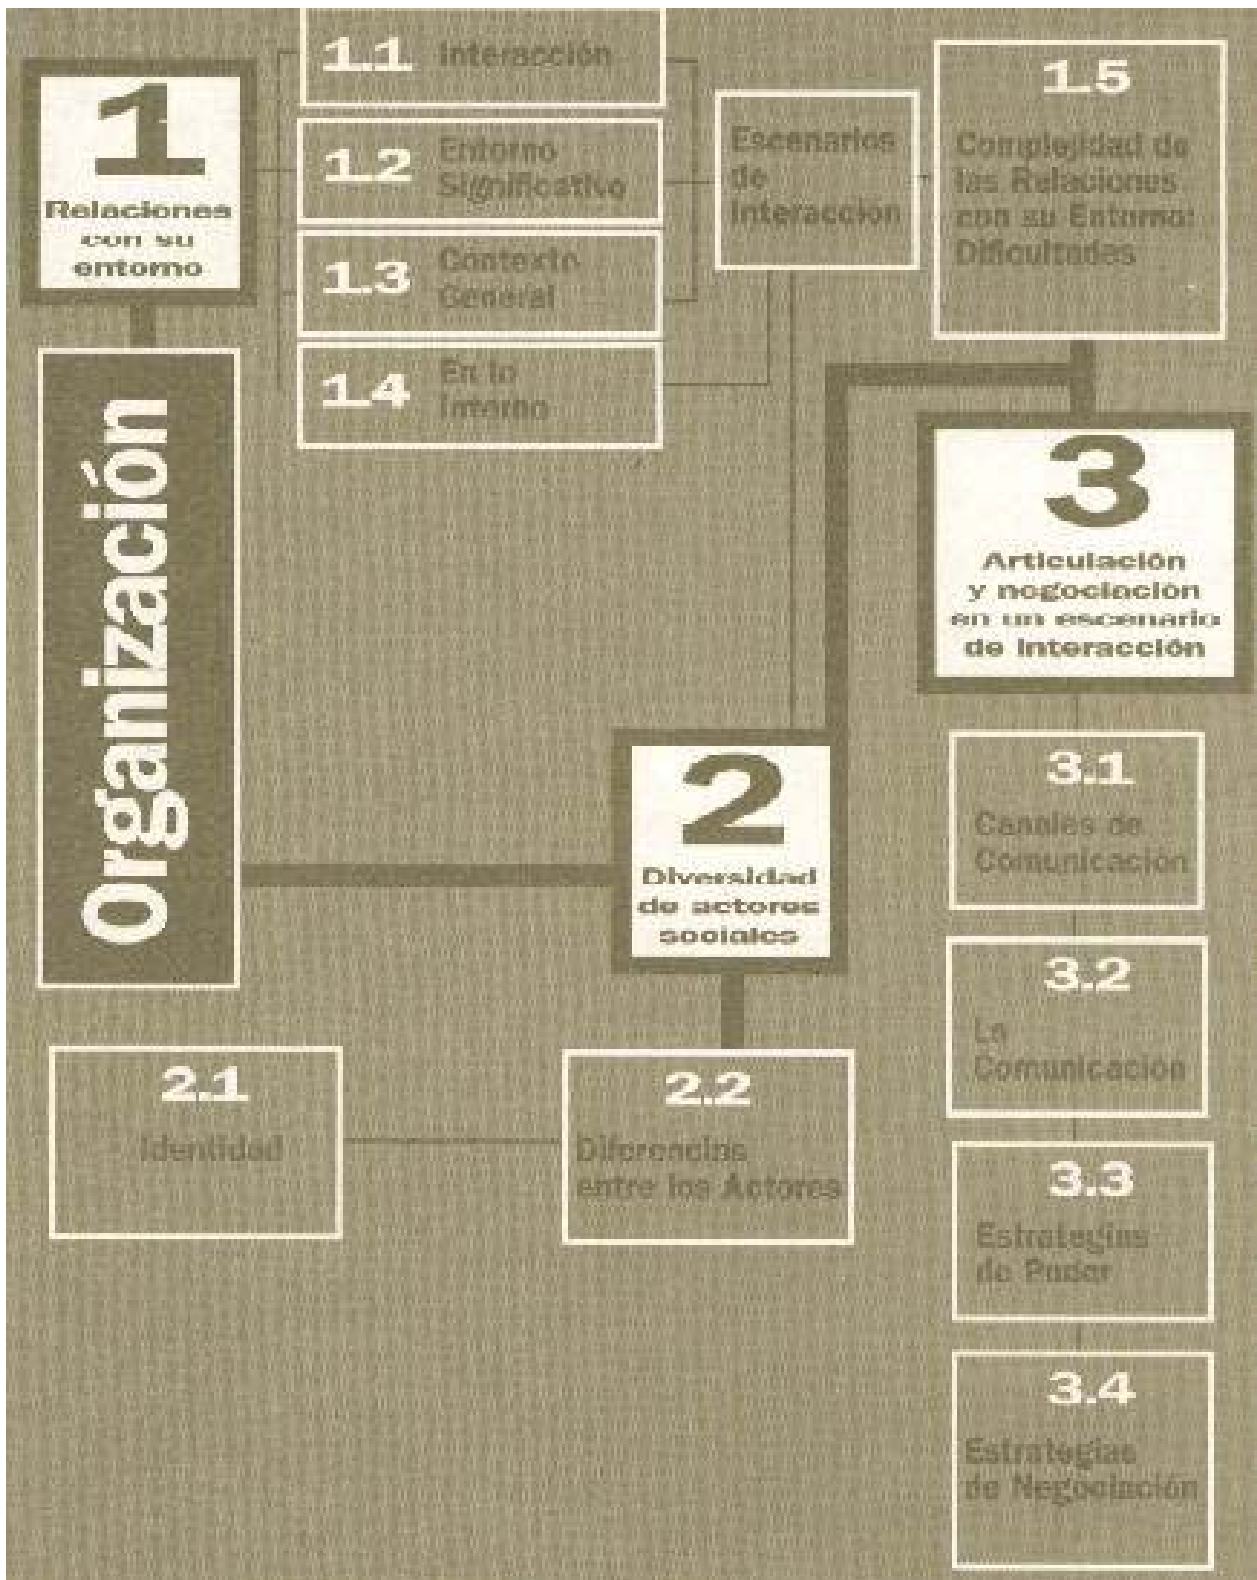 1
Relaciones
con su
entorno
1.1 Interacción
1.2 Entorno
Significativo
1.3 Contexto
General
1.4 En lo
Interno
Escenarios
de
Interacción
1.5
Complejidad de
las Relaciones
con su Entorno:
Dificultades
Organización
2
Diversidad
de actores
sociales
2.1
Identidad
2.2
Diferencias
entre los Actores
3
Articulación
y negociación
en un escenario
de interacción
3.1
Canales de
Comunicación
3.2
La
Comunicación
3.3
Estrategias
de Poder
3.4
Estrategias
de Negociación